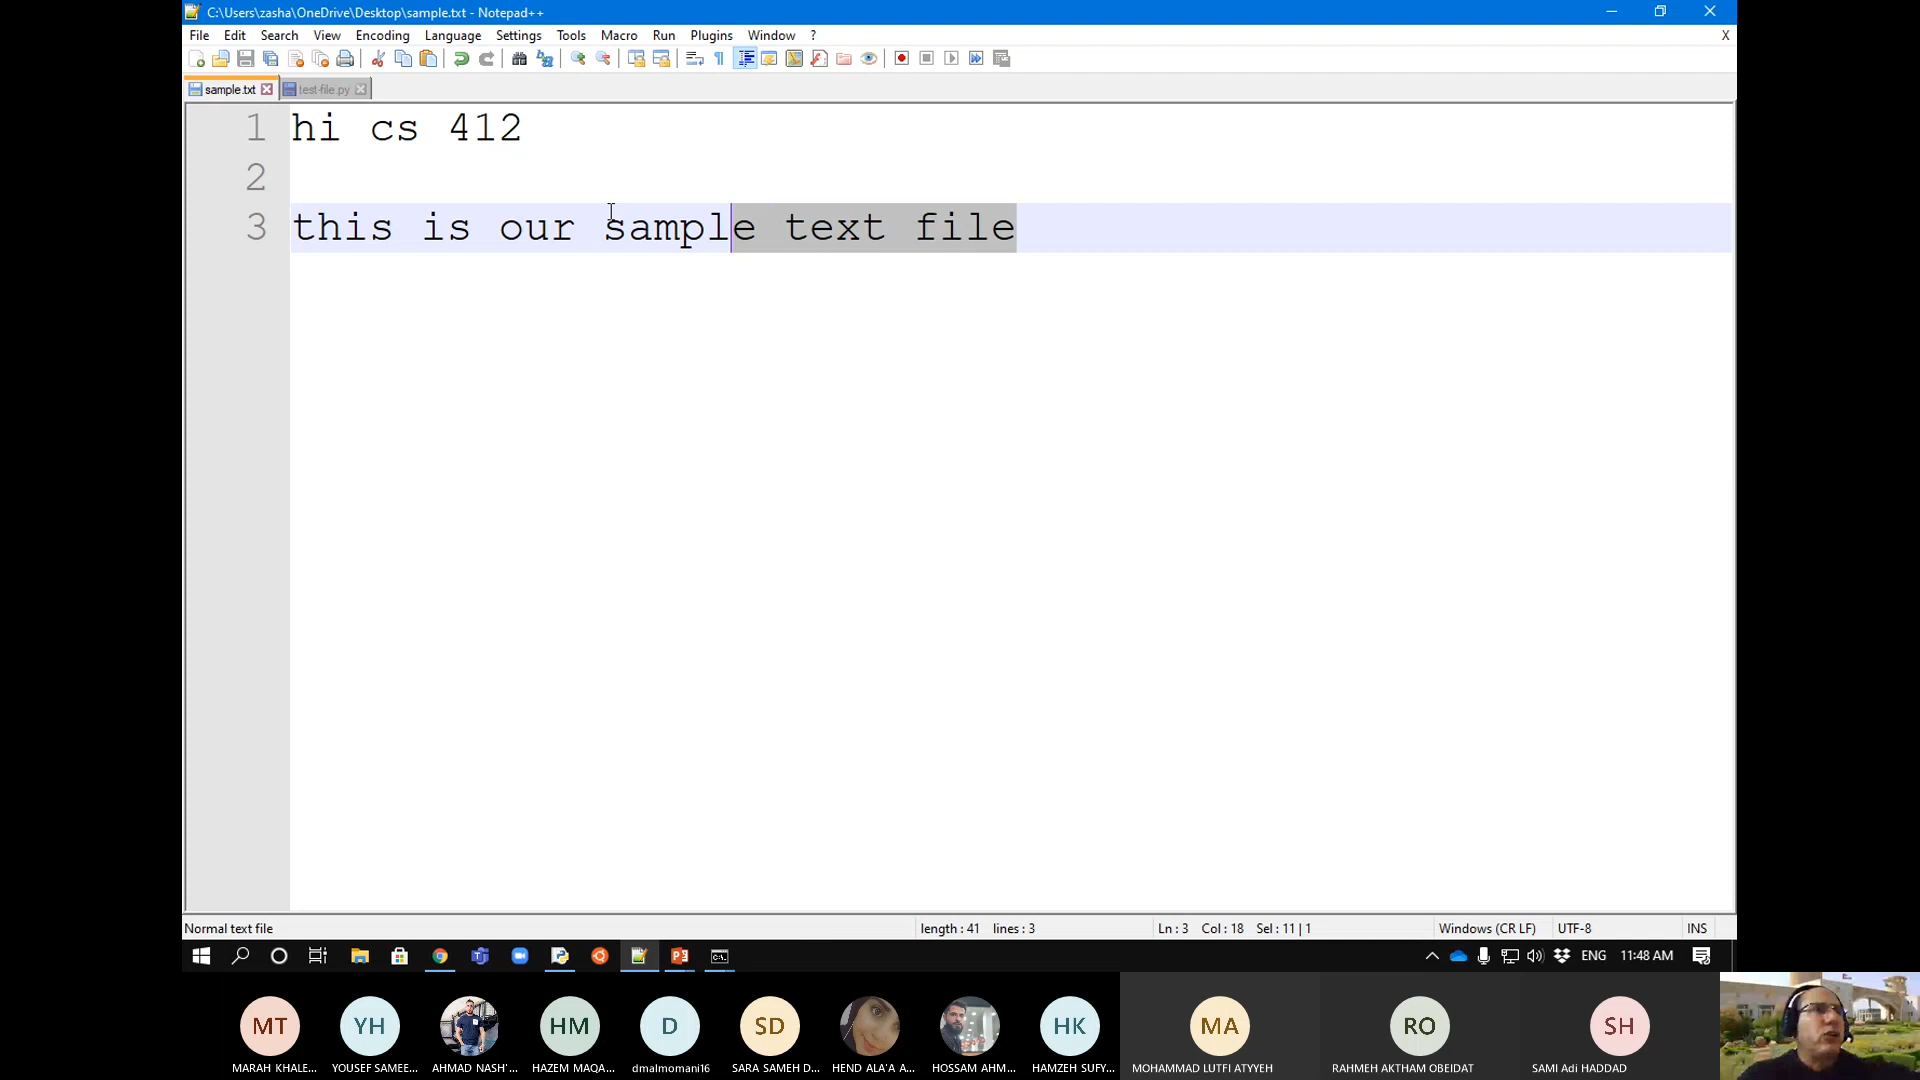 C:\Users\zasha\OneDrive\Desktop\sample.txt - Notepad++
File Edit Search View Encoding Language Settings Tools Macro Run Plugins Window ? X
sample.txt test-file.py
1 hi cs 412
2
3 this is our sample text file
Normal text file length : 41 lines : 3 Ln : 3 Col : 18 Sel : 11 | 1 Windows (CR LF) UTF-8 INS
ENG 11:48 AM
MT YH HM D SD HK MA RO SH
MARAH KHALE... YOUSEF SAMEE... AHMAD NASH'... HAZEM MAQA... dmalmomani16 SARA SAMEH D... HEND ALA'A A... HOSSAM AHM... HAMZEH SUFY... MOHAMMAD LUTFI ATYYEH RAHMEH AKTHAM OBEIDAT SAMI Adi HADDAD